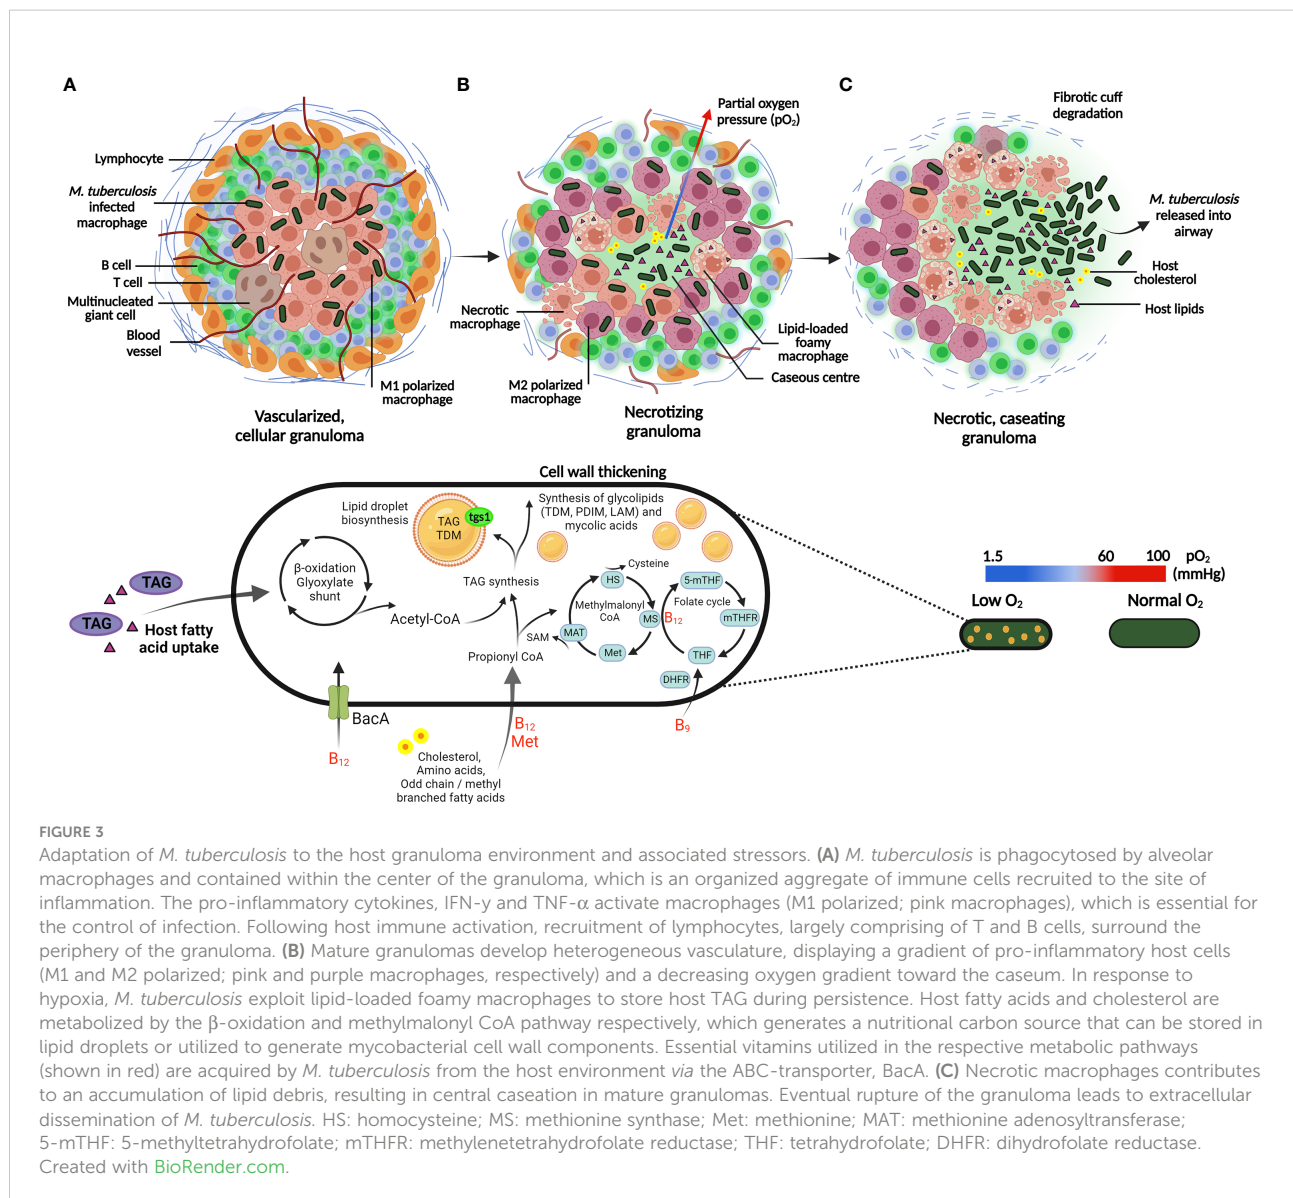 A
Lymphocyte
M. tuberculosis
infected
macrophage
B cell
T cell
Multinucleated
giant cell
Blood
vessel
M1 polarized
macrophage
Vascularized,
cellular granuloma
B
Partial oxygen
pressure (pO₂)
Necrotic
macrophage
M2 polarized
macrophage
Lipid-loaded
foamy
macrophage
Caseous centre
Necrotizing
granuloma
C
Fibrotic cuff
degradation
M. tuberculosis
released into
airway
Host
cholesterol
Host lipids
Necrotic, caseating
granuloma
Cell wall thickening
Lipid droplet
biosynthesis
TAG
TDM
tgs1
Synthesis of glycolipids
(TDM, PDIM, LAM) and
mycolic acids
β-oxidation
Glyoxylate
shunt
TAG synthesis
Acetyl-CoA
Propionyl CoA
SAM
Cysteine
HS
Methylmalonyl
CoA
MS
MAT
Met
B₁₂
5-mTHF
Folate cycle
mTHFR
THF
DHFR
TAG
TAG
Host fatty
acid uptake
BacA
B₁₂
B₁₂
Met
B₉
Cholesterol,
Amino acids,
Odd chain / methyl
branched fatty acids
1.5
60
100
pO₂
(mmHg)
Low O₂
Normal O₂
FIGURE 3
Adaptation of M. tuberculosis to the host granuloma environment and associated stressors. (A) M. tuberculosis is phagocytosed by alveolar
macrophages and contained within the center of the granuloma, which is an organized aggregate of immune cells recruited to the site of
inflammation. The pro-inflammatory cytokines, IFN-y and TNF-α activate macrophages (M1 polarized; pink macrophages), which is essential for
the control of infection. Following host immune activation, recruitment of lymphocytes, largely comprising of T and B cells, surround the
periphery of the granuloma. (B) Mature granulomas develop heterogeneous vasculature, displaying a gradient of pro-inflammatory host cells
(M1 and M2 polarized; pink and purple macrophages, respectively) and a decreasing oxygen gradient toward the caseum. In response to
hypoxia, M. tuberculosis exploit lipid-loaded foamy macrophages to store host TAG during persistence. Host fatty acids and cholesterol are
metabolized by the β-oxidation and methylmalonyl CoA pathway respectively, which generates a nutritional carbon source that can be stored in
lipid droplets or utilized to generate mycobacterial cell wall components. Essential vitamins utilized in the respective metabolic pathways
(shown in red) are acquired by M. tuberculosis from the host environment via the ABC-transporter, BacA. (C) Necrotic macrophages contributes
to an accumulation of lipid debris, resulting in central caseation in mature granulomas. Eventual rupture of the granuloma leads to extracellular
dissemination of M. tuberculosis. HS: homocysteine; MS: methionine synthase; Met: methionine; MAT: methionine adenosyltransferase;
5-mTHF: 5-methyltetrahydrofolate; mTHFR: methylenetetrahydrofolate reductase; THF: tetrahydrofolate; DHFR: dihydrofolate reductase.
Created with BioRender.com.